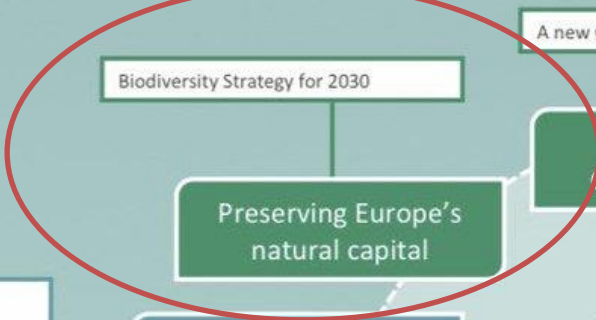 A new
Biodiversity Strategy for 2030
Preserving Europe's
natural capital